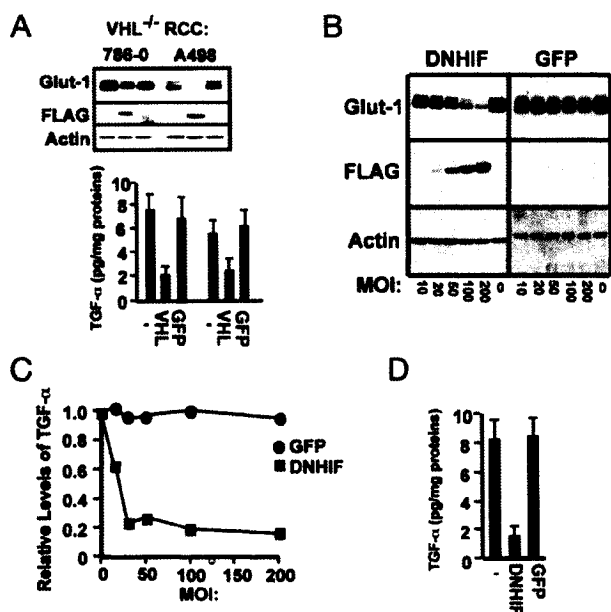 A
VHL-/- RCC:
786-0 A498
Glut-1
FLAG
Actin
TGF-α (pg/mg proteins)
10
8
6
4
2
0
- VHL GFP - VHL GFP
B
DNHIF GFP
Glut-1
FLAG
Actin
MOI: 10 20 50 100 200 0 10 20 50 100 200 0
C
Relative Levels of TGF-α
1.0
0.8
0.6
0.4
0.2
0
GFP
DNHIF
0 50 100 150 200
MOI:
D
TGF-α (pg/mg proteins)
10
8
6
4
2
0
- DNHIF GFP